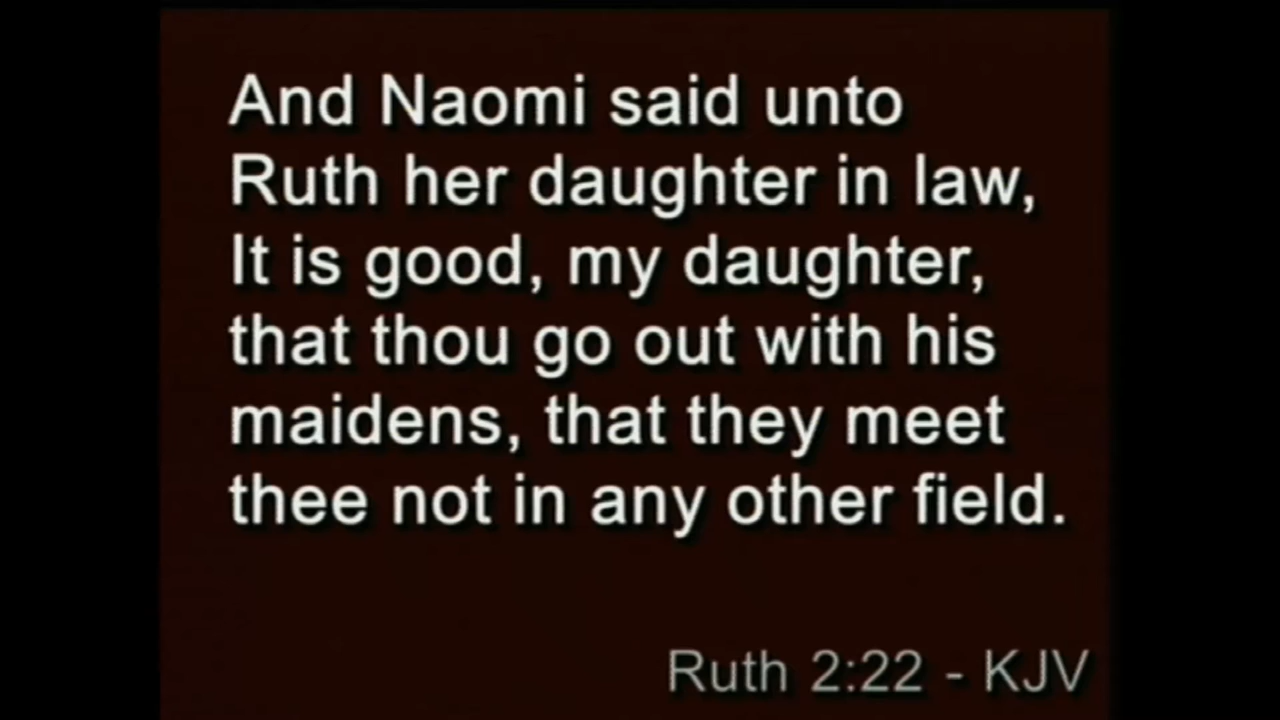 And Naomi said unto
Ruth her daughter in law,
It is good, my daughter,
that thou go out with his
maidens, that they meet
thee not in any other field.
Ruth 2:22 - KJV